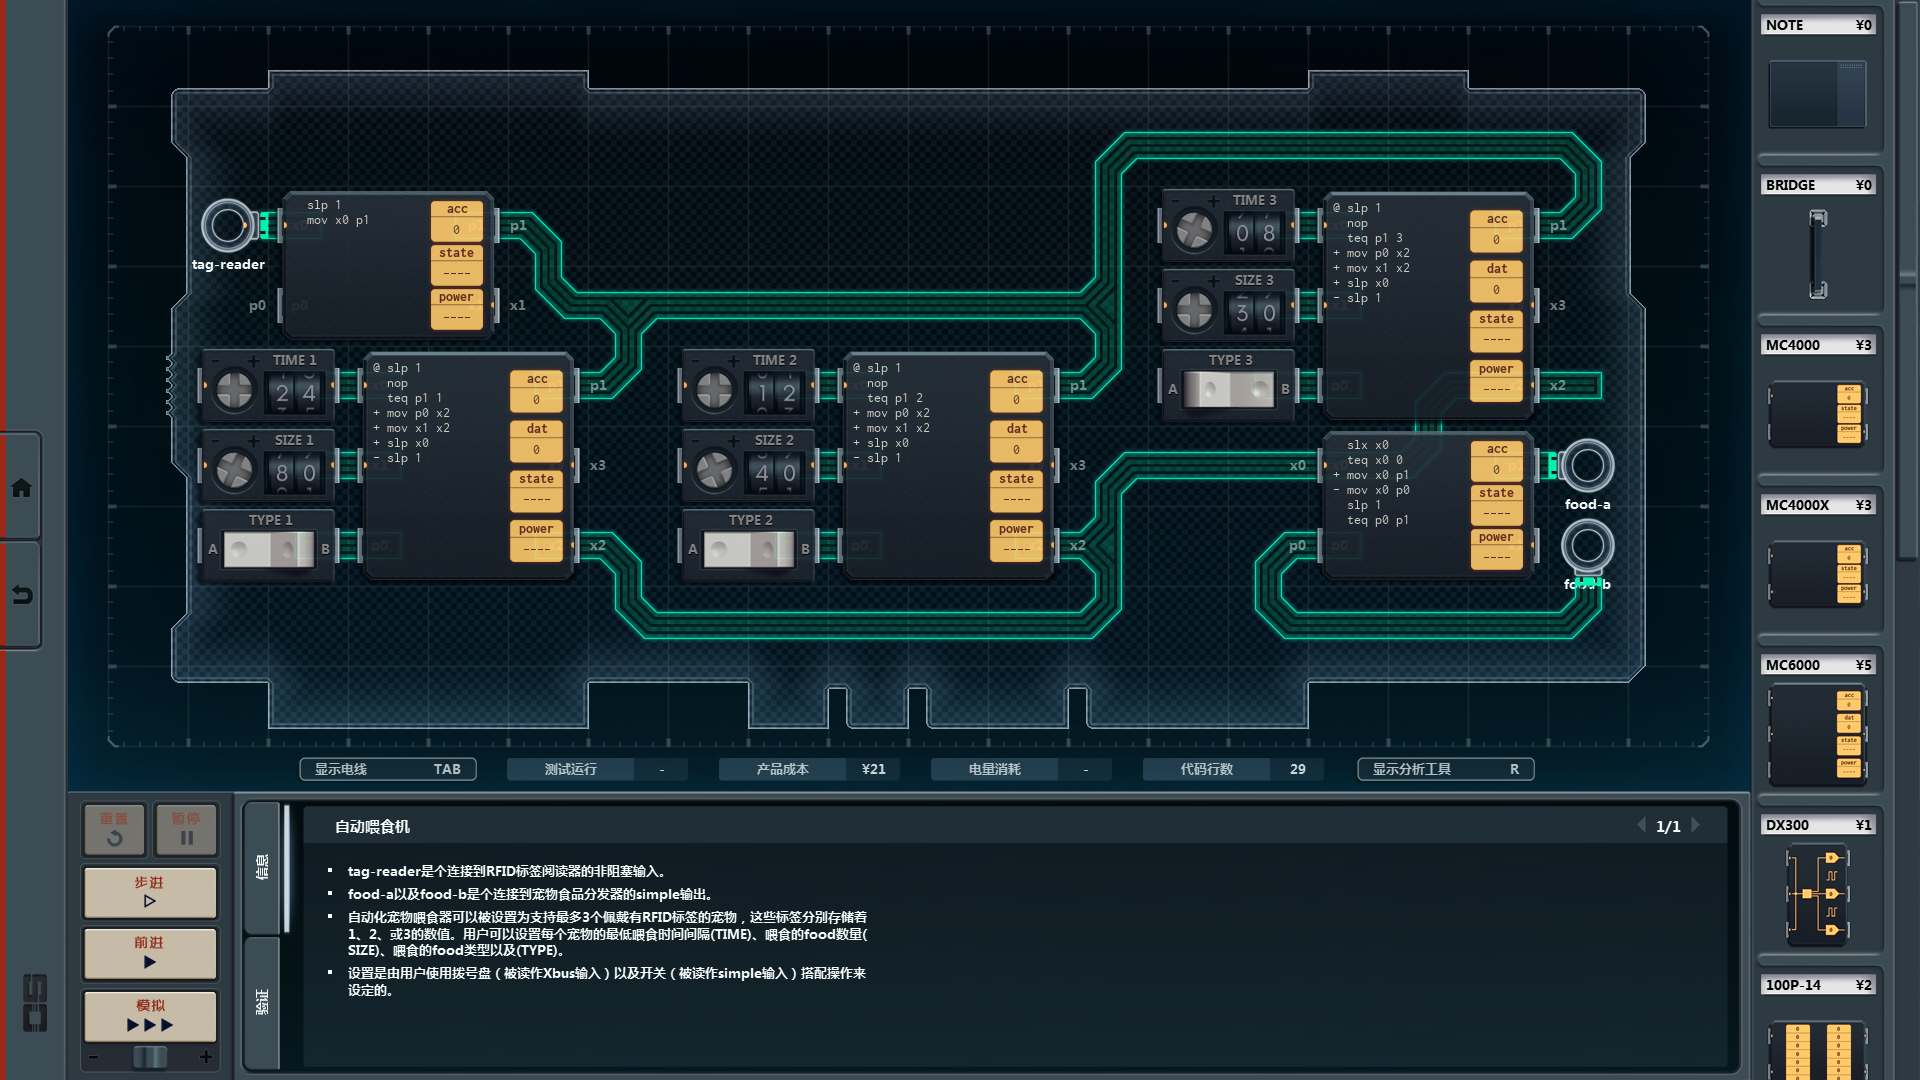 NOTE ¥0
BRIDGE ¥0
MC4000 ¥3
MC4000X ¥3
MC6000 ¥5
DX300 ¥1
100P-14 ¥2
tag-reader
slp 1
mov x0 p1
acc
0
state
----
power
----
p1
p0
x1
TIME 1
2 4
SIZE 1
8 0
TYPE 1
A B
@ slp 1
nop
teq p1 1
+ mov p0 x2
+ mov x1 x2
+ slp x0
- slp 1
acc
0
dat
0
state
----
power
----
p1
x3
x2
TIME 2
1 2
SIZE 2
4 0
TYPE 2
A B
@ slp 1
nop
teq p1 2
+ mov p0 x2
+ mov x1 x2
+ slp x0
- slp 1
acc
0
dat
0
state
----
power
----
p1
x3
x2
TIME 3
0 8
SIZE 3
3 0
TYPE 3
A B
@ slp 1
nop
teq p1 3
+ mov p0 x2
+ mov x1 x2
+ slp x0
- slp 1
acc
0
dat
0
state
----
power
----
p1
x3
x2
slx x0
teq x0 0
+ mov x0 p1
- mov x0 p0
slp 1
teq p0 p1
acc
0
state
----
power
----
x0
p0
food-a
food-b
显示电线 TAB
测试运行 -
产品成本 ¥21
电量消耗 -
代码行数 29
显示分析工具 R
重置
暂停
步进
前进
模拟
- +
信息
验证
自动喂食机
1/1
▪ tag-reader是个连接到RFID标签阅读器的非阻塞输入。
▪ food-a以及food-b是个连接到宠物食品分发器的simple输出。
▪ 自动化宠物喂食器可以被设置为支持最多3个佩戴有RFID标签的宠物，这些标签分别存储着
1、2、或3的数值。用户可以设置每个宠物的最低喂食时间间隔(TIME)、喂食的food数量(
SIZE)、喂食的food类型以及(TYPE)。
▪ 设置是由用户使用拨号盘（被读作Xbus输入）以及开关（被读作simple输入）搭配操作来
设定的。